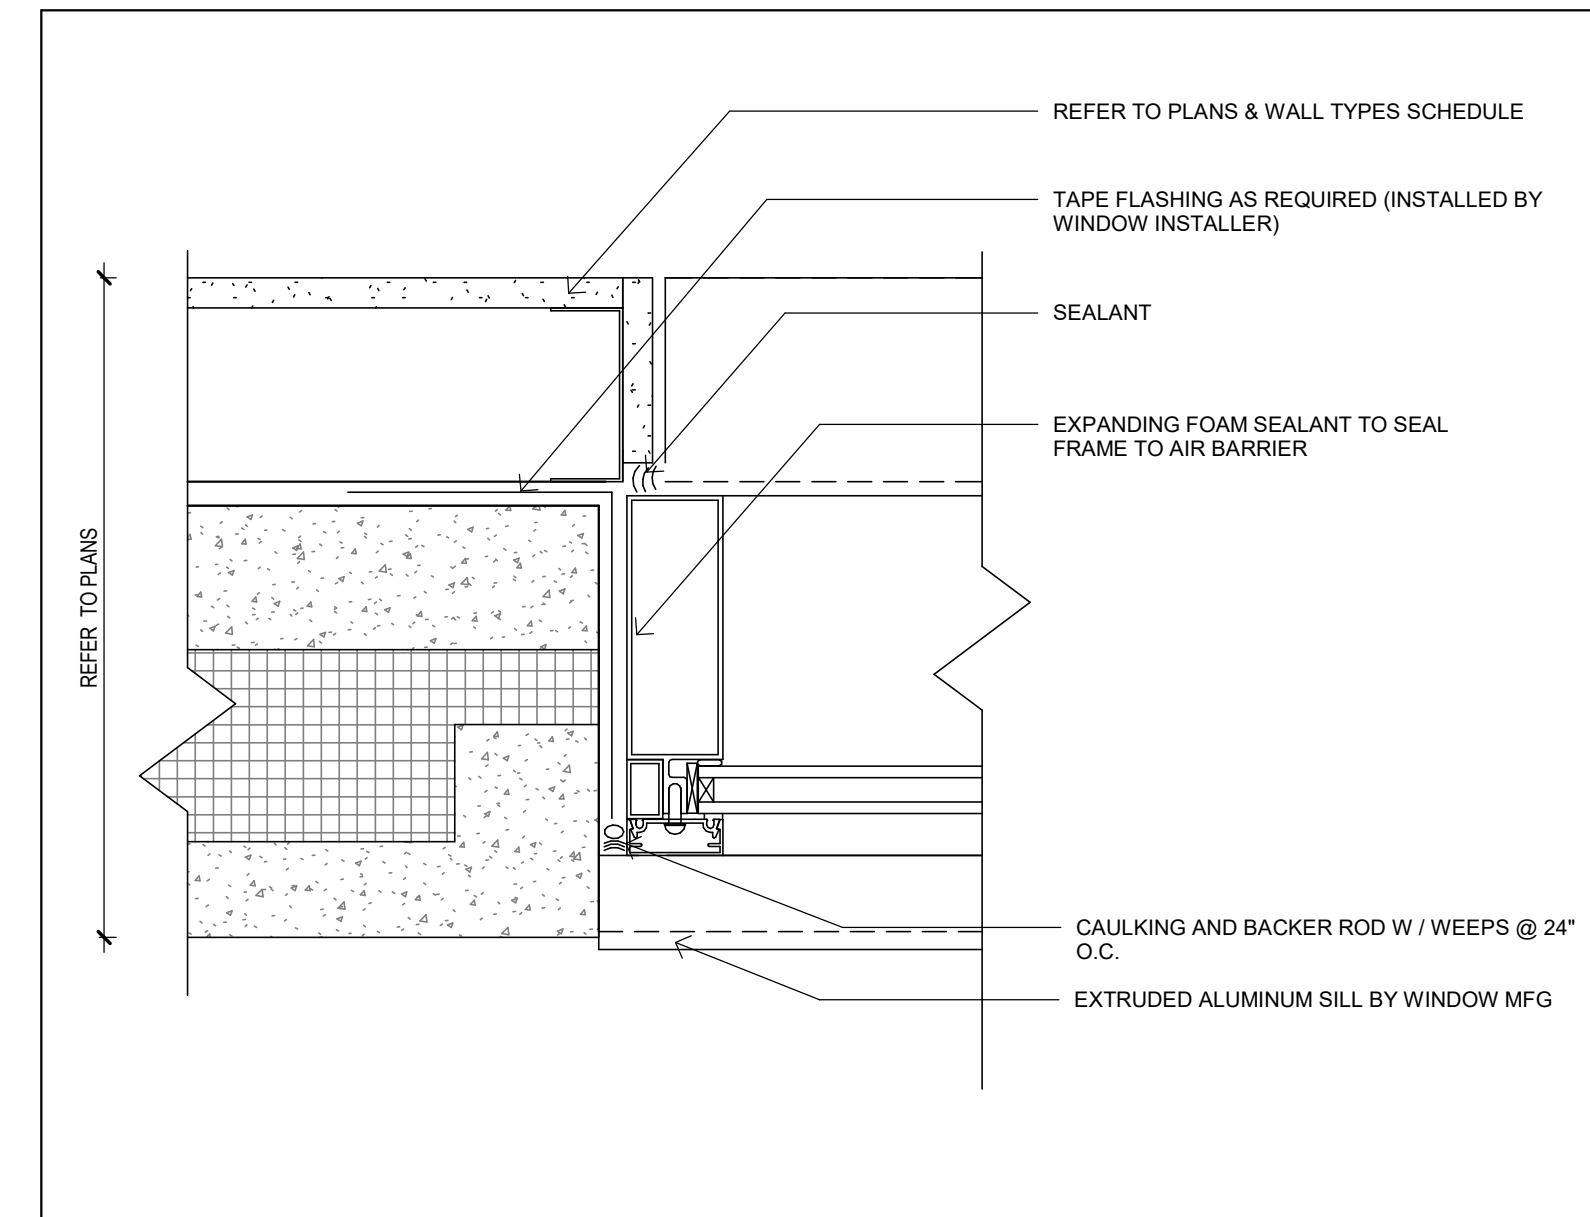 REFER TO PLANS & WALL TYPES SCHEDULE
TAPE FLASHING AS REQUIRED (INSTALLED BY
WINDOW INSTALLER)
SEALANT
EXPANDING FOAM SEALANT TO SEAL
FRAME TO AIR BARRIER
REFER TO PLANS
CAULKING AND BACKER ROD W / WEEPS @ 24"
O.C.
EXTRUDED ALUMINUM SILL BY WINDOW MFG